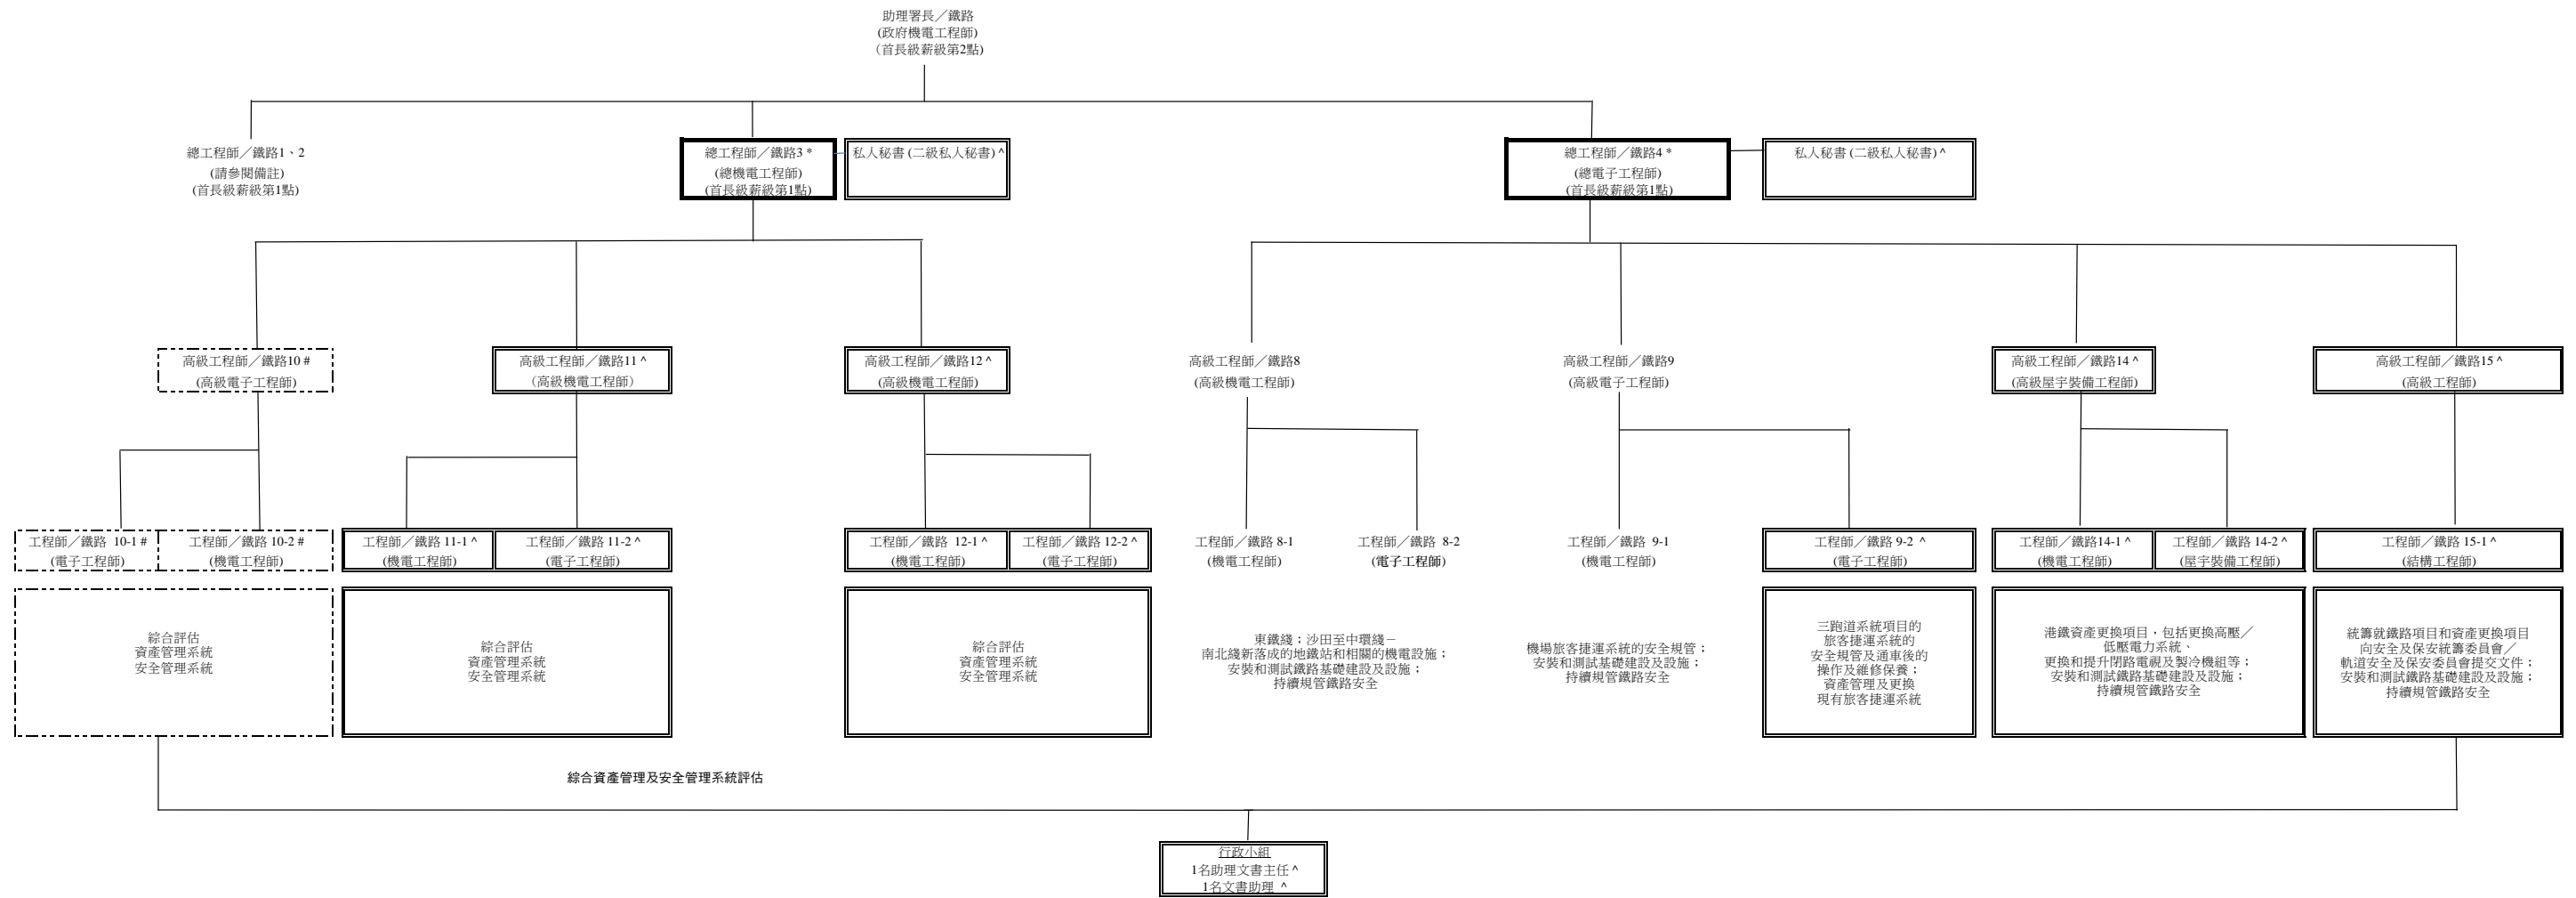 助理署長／鐵路
(政府機電工程師)
（首長級薪級第2點)
總工程師／鐵路1、2
(請參閱備註)
(首長級薪級第1點)
總工程師／鐵路3 *
(總機電工程師)
(首長級薪級第1點)
私人秘書 (二級私人秘書) ^
總工程師／鐵路4 *
(總電子工程師)
(首長級薪級第1點)
私人秘書 (二級私人秘書) ^
高級工程師／鐵路10 #
(高級電子工程師)
高級工程師／鐵路11 ^
（高級機電工程師）
高級工程師／鐵路12 ^
(高級機電工程師)
高級工程師／鐵路8
(高級機電工程師)
高級工程師／鐵路9
(高級電子工程師)
高級工程師／鐵路14 ^
(高級屋宇裝備工程師)
高級工程師／鐵路15 ^
(高級工程師)
工程師／鐵路 10-1 #
(電子工程師)
工程師／鐵路 10-2 #
(機電工程師)
工程師／鐵路 11-1 ^
(機電工程師)
工程師／鐵路 11-2 ^
(電子工程師)
工程師／鐵路 12-1 ^
(機電工程師)
工程師／鐵路 12-2 ^
(電子工程師)
工程師／鐵路 8-1
(機電工程師)
工程師／鐵路 8-2
(電子工程師)
工程師／鐵路 9-1
(機電工程師)
工程師／鐵路 9-2 ^
(電子工程師)
工程師／鐵路14-1 ^
(機電工程師)
工程師／鐵路 14-2 ^
(屋宇裝備工程師)
工程師／鐵路 15-1 ^
(結構工程師)
綜合評估
資產管理系統
安全管理系統
綜合評估
資產管理系統
安全管理系統
綜合評估
資產管理系統
安全管理系統
東鐵綫；沙田至中環綫－
南北綫新落成的地鐵站和相關的機電設施；
安裝和測試鐵路基礎建設及設施；
持續規管鐵路安全
機場旅客捷運系統的安全規管；
安裝和測試基礎建設及設施；
持續規管鐵路安全
三跑道系統項目的
旅客捷運系統的
安全規管及通車後的
操作及維修保養；
資產管理及更換
現有旅客捷運系統
港鐵資產更換項目，包括更換高壓／
低壓電力系統、
更換和提升閉路電視及製冷機組等；
安裝和測試鐵路基礎建設及設施；
持續規管鐵路安全
統籌就鐵路項目和資產更換項目
向安全及保安統籌委員會／
軌道安全及保安委員會提交文件；
安裝和測試鐵路基礎建設及設施；
持續規管鐵路安全
綜合資產管理及安全管理系統評估
行政小組
1名助理文書主任 ^
1名文書助理 ^